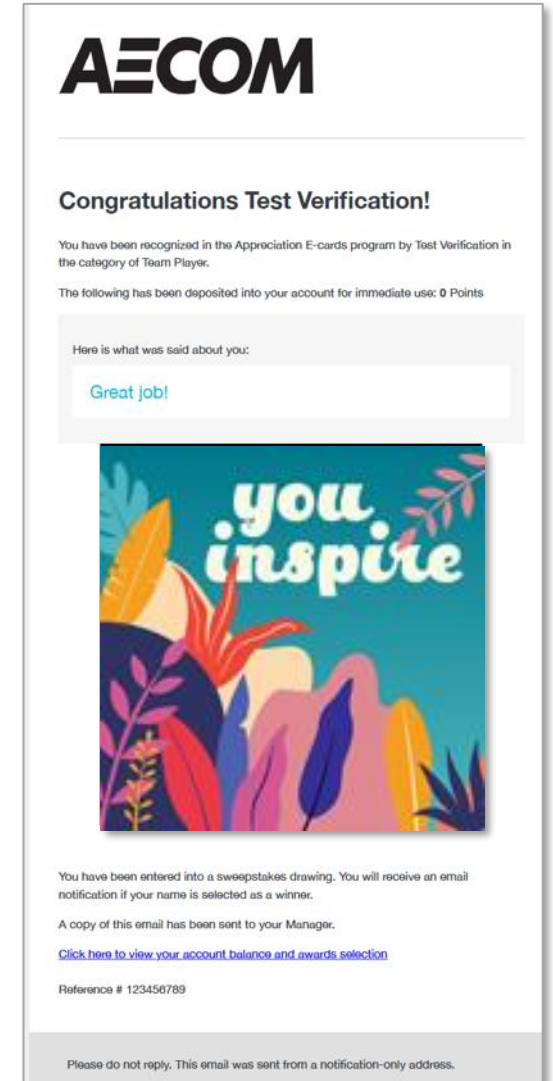 AECOM
Congratulations Test Verification!
You have been recognized in the Appreciation E-cards program by Test Verification in
the category of Team Player.
The following has been deposited into your account for immediate use: 0 Points
Here is what was said about you:
Great job!
you
inspire
You have been entered into a sweepstakes drawing. You will receive an email
notification if your name is selected as a winner.
A copy of this email has been sent to your Manager.
Click here to view your account balance and awards selection
Reference # 123456789
Please do not reply. This email was sent from a notification-only address.